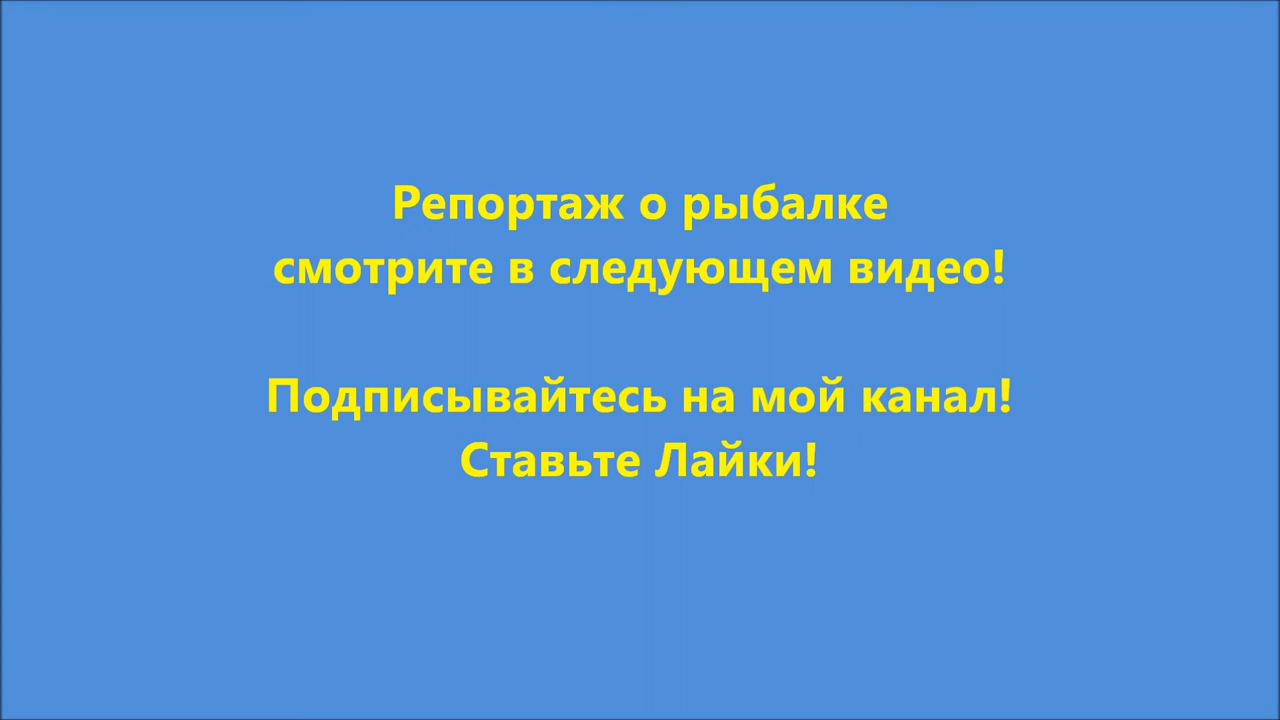 Репортаж о рыбалке
смотрите в следующем видео!
Подписывайтесь на мой канал!
Ставьте Лайки!